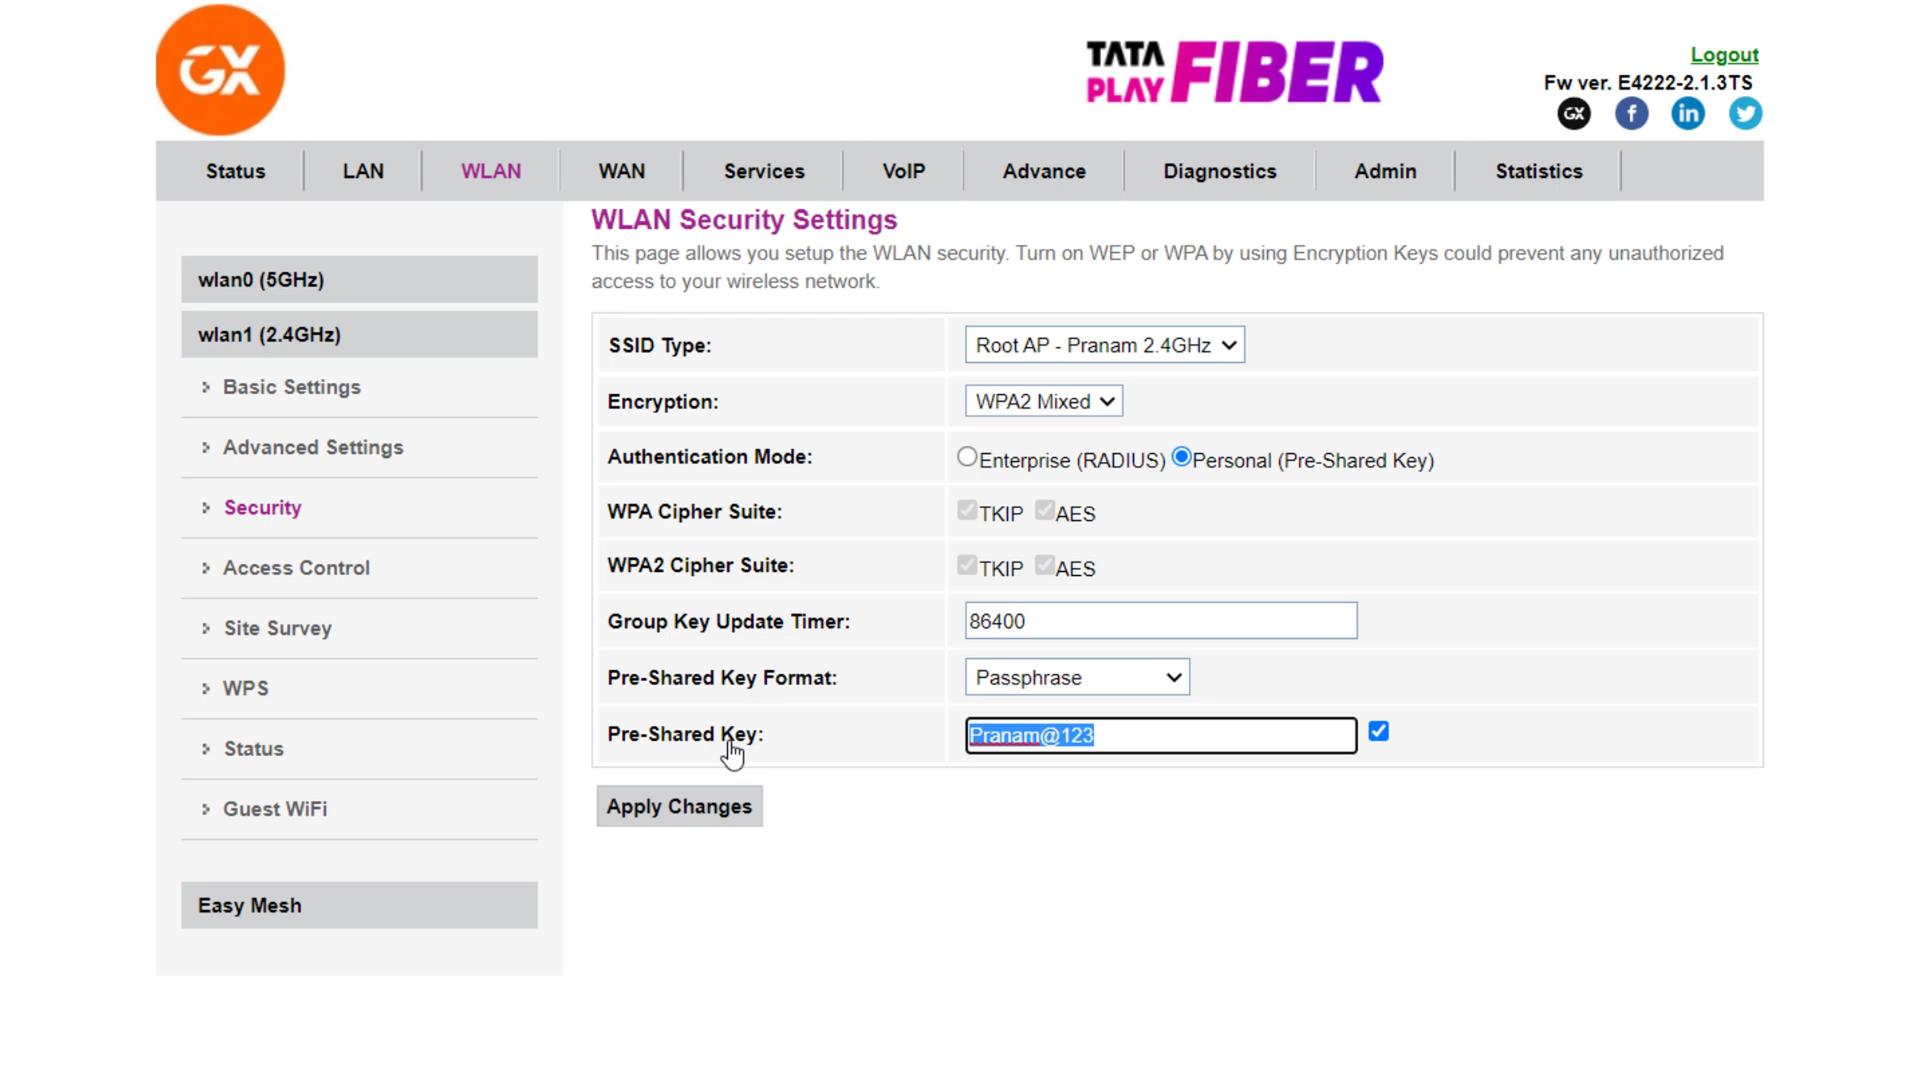 GX
TATA PLAY FIBER
Logout
Fw ver. E4222-2.1.3TS
GX f in
Status LAN WLAN WAN Services VoIP Advance Diagnostics Admin Statistics
WLAN Security Settings
This page allows you setup the WLAN security. Turn on WEP or WPA by using Encryption Keys could prevent any unauthorized
access to your wireless network.
wlan0 (5GHz)
wlan1 (2.4GHz)
Basic Settings
Advanced Settings
Security
Access Control
Site Survey
WPS
Status
Guest WiFi
Easy Mesh
SSID Type: Root AP - Pranam 2.4GHz
Encryption: WPA2 Mixed
Authentication Mode: Enterprise (RADIUS) Personal (Pre-Shared Key)
WPA Cipher Suite: TKIP AES
WPA2 Cipher Suite: TKIP AES
Group Key Update Timer: 86400
Pre-Shared Key Format: Passphrase
Pre-Shared Key: Pranam@123
Apply Changes